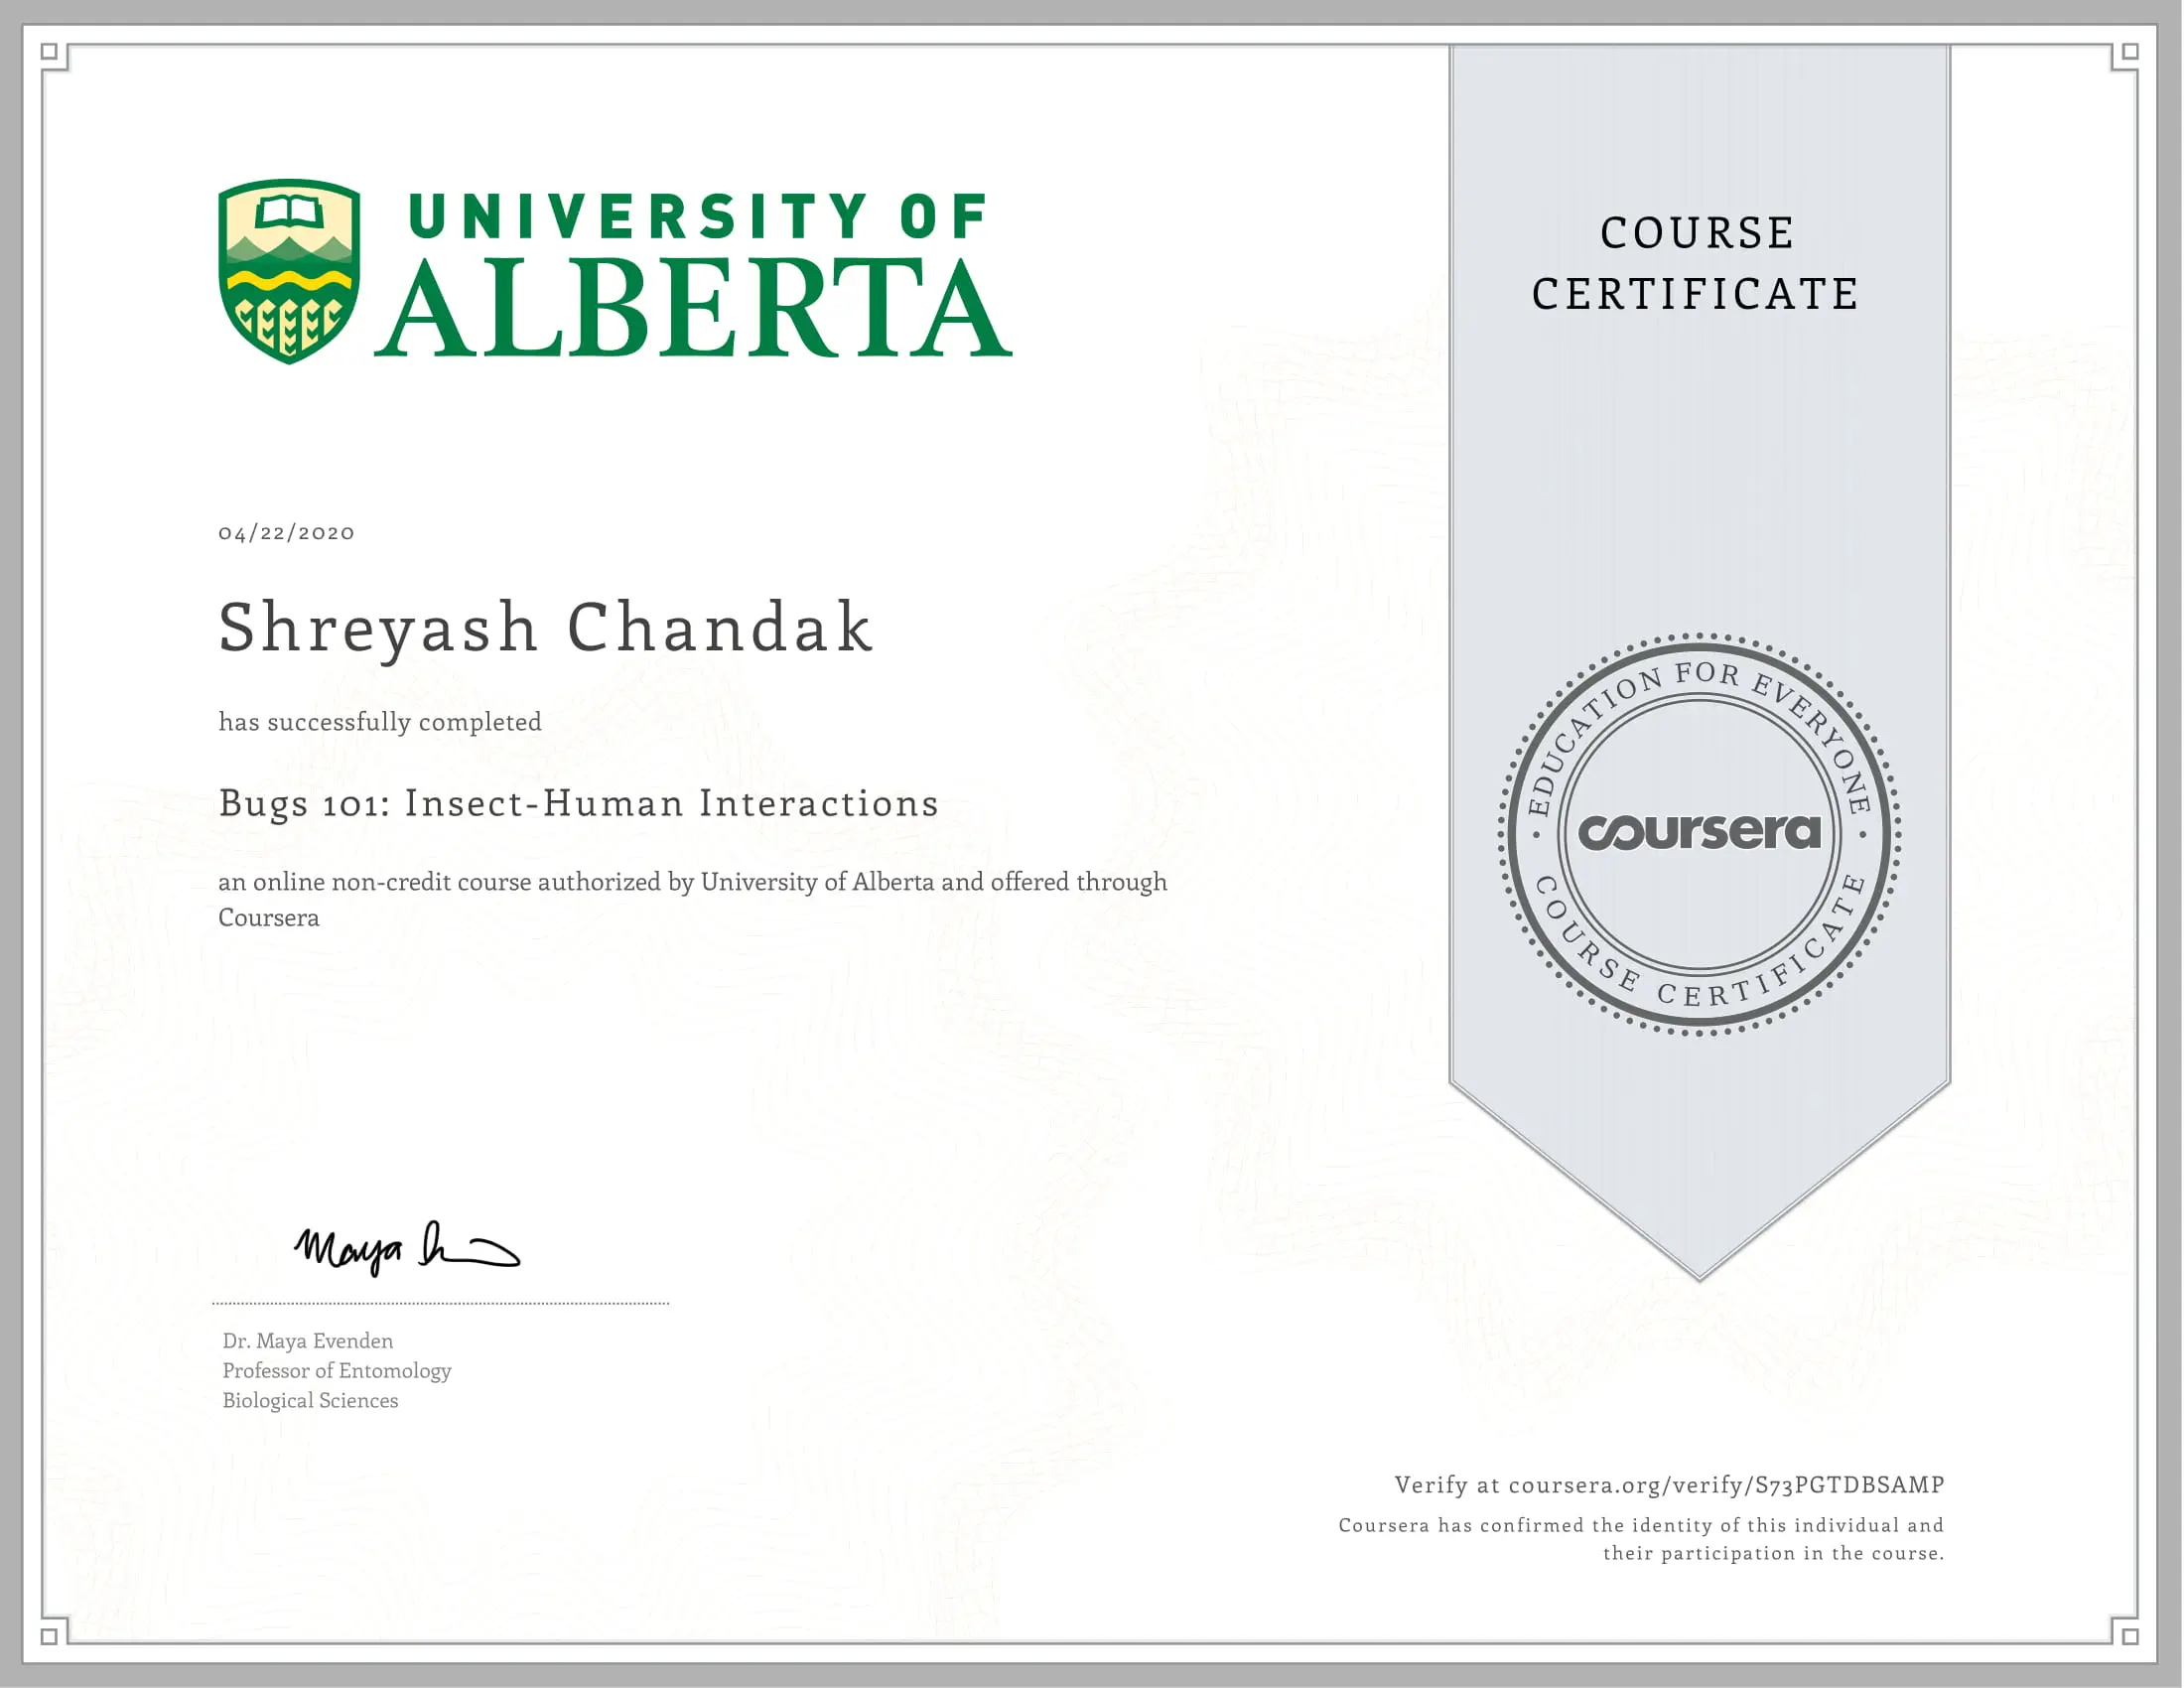 UNIVERSITY OF
ALBERTA
COURSE
CERTIFICATE
04/22/2020
Shreyash Chandak
has successfully completed
Bugs 101: Insect-Human Interactions
an online non-credit course authorized by University of Alberta and offered through
Coursera
EDUCATION FOR EVERYONE
coursera
COURSE CERTIFICATE
Maya
Dr. Maya Evenden
Professor of Entomology
Biological Sciences
Verify at coursera.org/verify/S73PGTDBSAMP
Coursera has confirmed the identity of this individual and
their participation in the course.